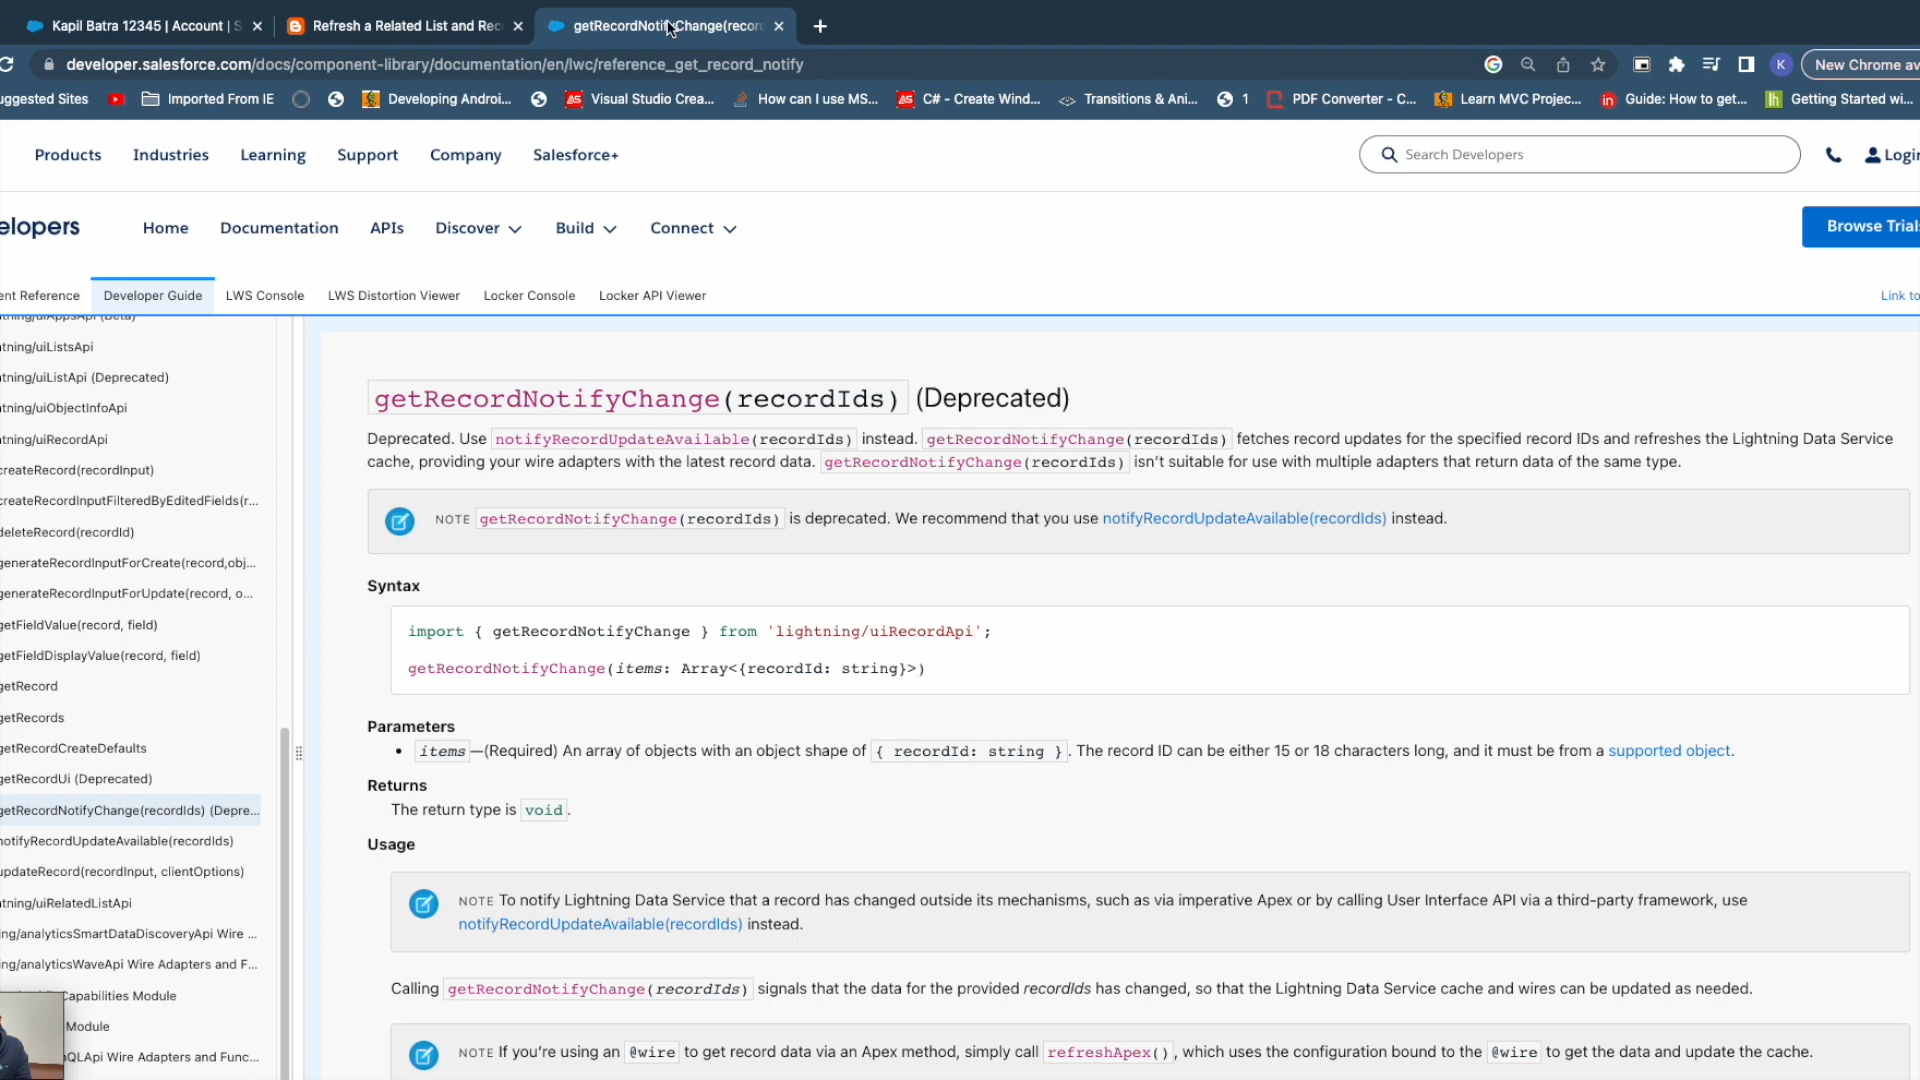 Kapil Batra 12345 | Account | S
Refresh a Related List and Rec
getRecordNotifyChange(recor
developer.salesforce.com/docs/component-library/documentation/en/lwc/reference_get_record_notify
K
New Chrome av
uggested Sites
Imported From IE
Developing Androi...
Visual Studio Crea...
How can I use MS...
C# - Create Wind...
Transitions & Ani...
1
PDF Converter - C...
Learn MVC Projec...
Guide: How to get...
Getting Started wi...
Products
Industries
Learning
Support
Company
Salesforce+
Search Developers
Login
elopers
Home
Documentation
APIs
Discover
Build
Connect
Browse Trials
ent Reference
Developer Guide
LWS Console
LWS Distortion Viewer
Locker Console
Locker API Viewer
Link to
tning/uiAppsApi (Beta)
tning/uiListsApi
tning/uiListApi (Deprecated)
tning/uiObjectInfoApi
tning/uiRecordApi
createRecord(recordInput)
createRecordInputFilteredByEditedFields(r...
deleteRecord(recordId)
generateRecordInputForCreate(record,obj...
generateRecordInputForUpdate(record, o...
getFieldValue(record, field)
getFieldDisplayValue(record, field)
getRecord
getRecords
getRecordCreateDefaults
getRecordUi (Deprecated)
getRecordNotifyChange(recordIds) (Depre...
notifyRecordUpdateAvailable(recordIds)
updateRecord(recordInput, clientOptions)
tning/uiRelatedListApi
ing/analyticsSmartDataDiscoveryApi Wire ...
ing/analyticsWaveApi Wire Adapters and F...
Capabilities Module
Module
QLApi Wire Adapters and Func...
getRecordNotifyChange(recordIds) (Deprecated)
Deprecated. Use notifyRecordUpdateAvailable(recordIds) instead. getRecordNotifyChange(recordIds) fetches record updates for the specified record IDs and refreshes the Lightning Data Service
cache, providing your wire adapters with the latest record data. getRecordNotifyChange(recordIds) isn't suitable for use with multiple adapters that return data of the same type.
NOTE getRecordNotifyChange(recordIds) is deprecated. We recommend that you use notifyRecordUpdateAvailable(recordIds) instead.
Syntax
import { getRecordNotifyChange } from 'lightning/uiRecordApi';
getRecordNotifyChange(items: Array<{recordId: string}>)
Parameters
• items—(Required) An array of objects with an object shape of { recordId: string }. The record ID can be either 15 or 18 characters long, and it must be from a supported object.
Returns
The return type is void.
Usage
NOTE To notify Lightning Data Service that a record has changed outside its mechanisms, such as via imperative Apex or by calling User Interface API via a third-party framework, use
notifyRecordUpdateAvailable(recordIds) instead.
Calling getRecordNotifyChange(recordIds) signals that the data for the provided recordIds has changed, so that the Lightning Data Service cache and wires can be updated as needed.
NOTE If you're using an @wire to get record data via an Apex method, simply call refreshApex(), which uses the configuration bound to the @wire to get the data and update the cache.